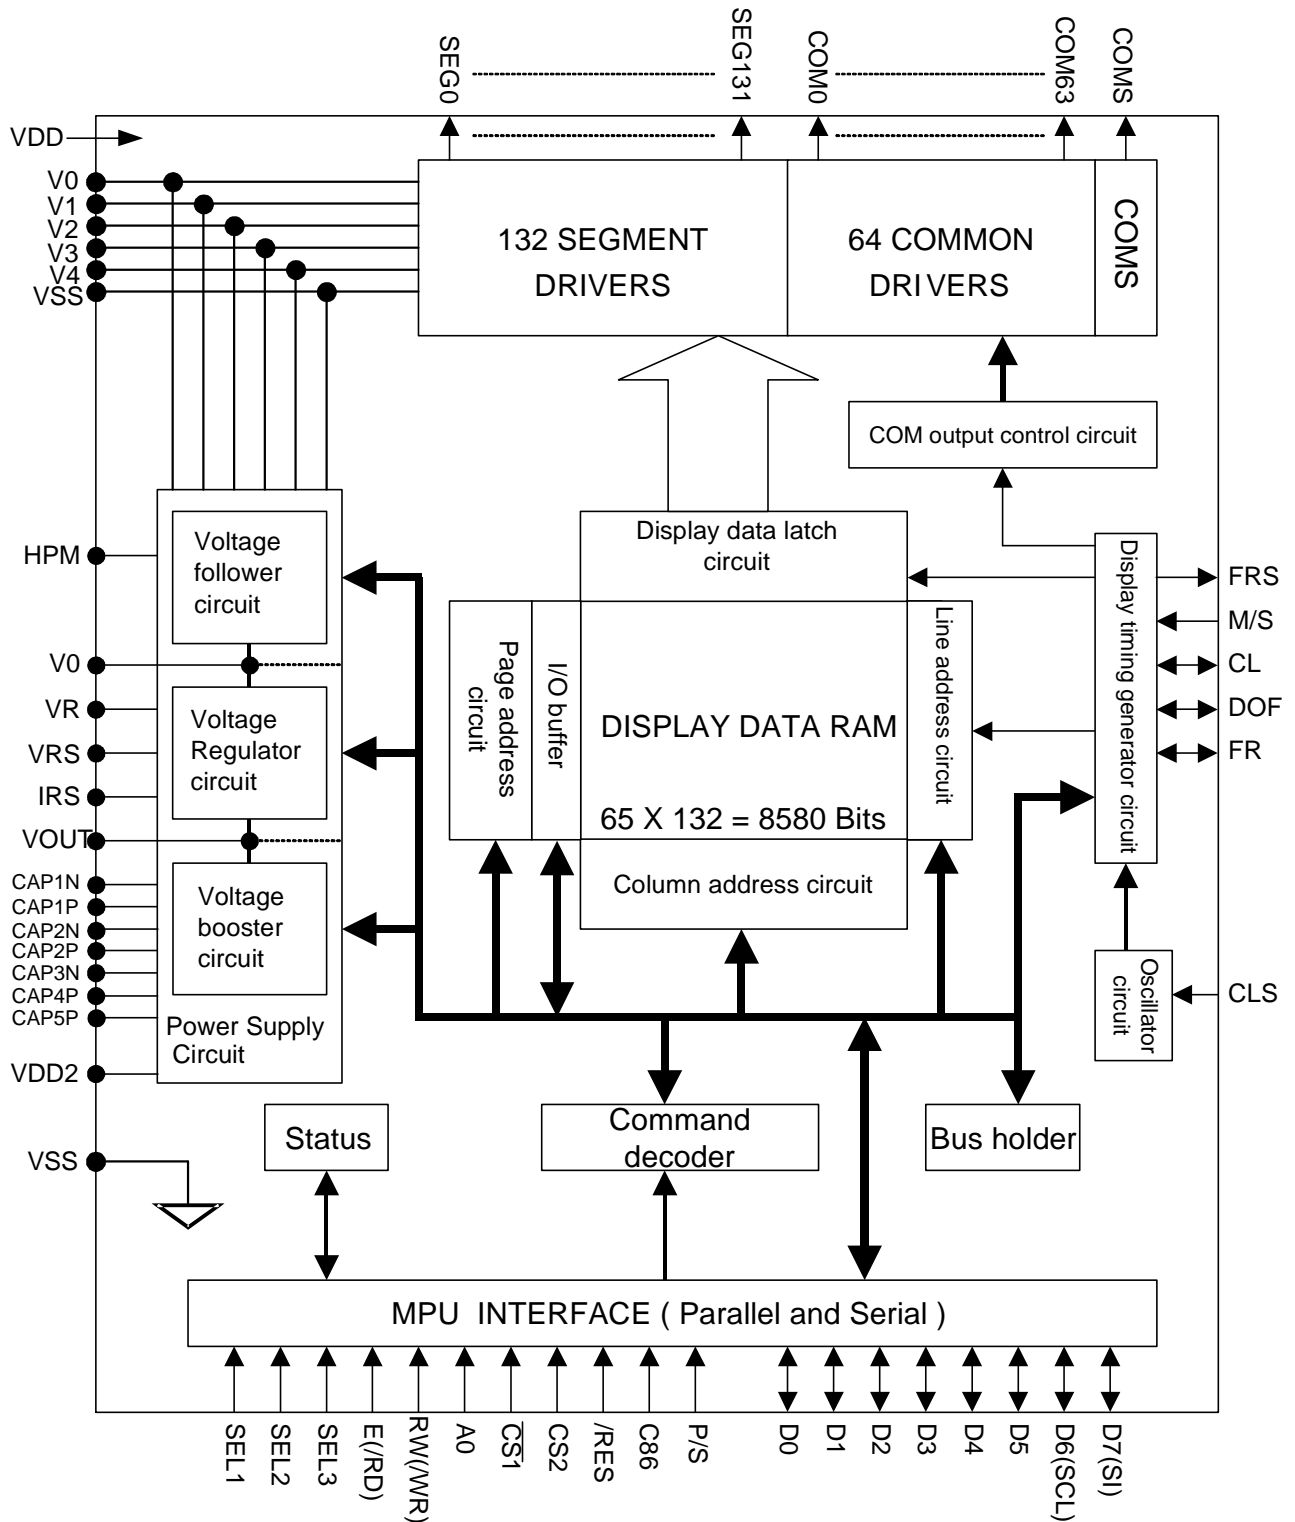 SEG0
SEG131
COM0
COM63
COMS
VDD
V0
V1
V2
V3
V4
VSS
132 SEGMENT
DRIVERS
64 COMMON
DRIVERS
COMS
COM output control circuit
HPM
V0
VR
VRS
IRS
VOUT
CAP1N
CAP1P
CAP2N
CAP2P
CAP3N
CAP4P
CAP5P
VDD2
VSS
Voltage
follower
circuit
Voltage
Regulator
circuit
Voltage
booster
circuit
Power Supply
Circuit
Display data latch
circuit
Page address
circuit
I/O buffer
DISPLAY DATA RAM
65 X 132 = 8580 Bits
Line address circuit
Column address circuit
Display timing generator circuit
FRS
M/S
CL
DOF
FR
Oscillator
circuit
CLS
Status
Command
decoder
Bus holder
MPU INTERFACE ( Parallel and Serial )
SEL1
SEL2
SEL3
E(/RD)
RW(/WR)
A0
C̅S̅1̅
CS2
/RES
C86
P/S
D0
D1
D2
D3
D4
D5
D6(SCL)
D7(SI)